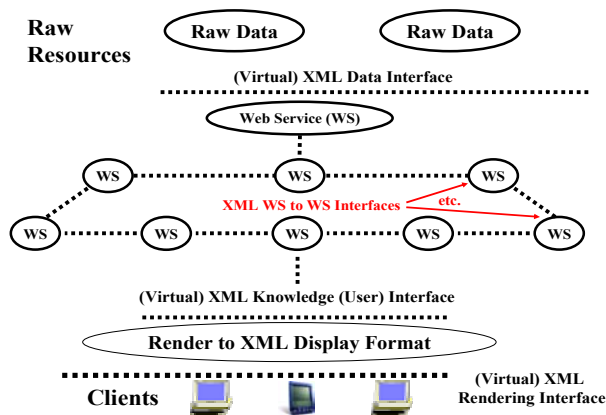 Raw
Resources
Raw Data
Raw Data
(Virtual) XML Data Interface
Web Service (WS)
WS
WS
WS
XML WS to WS Interfaces
etc.
WS
WS
WS
WS
WS
(Virtual) XML Knowledge (User) Interface
Render to XML Display Format
Clients
(Virtual) XML
Rendering Interface